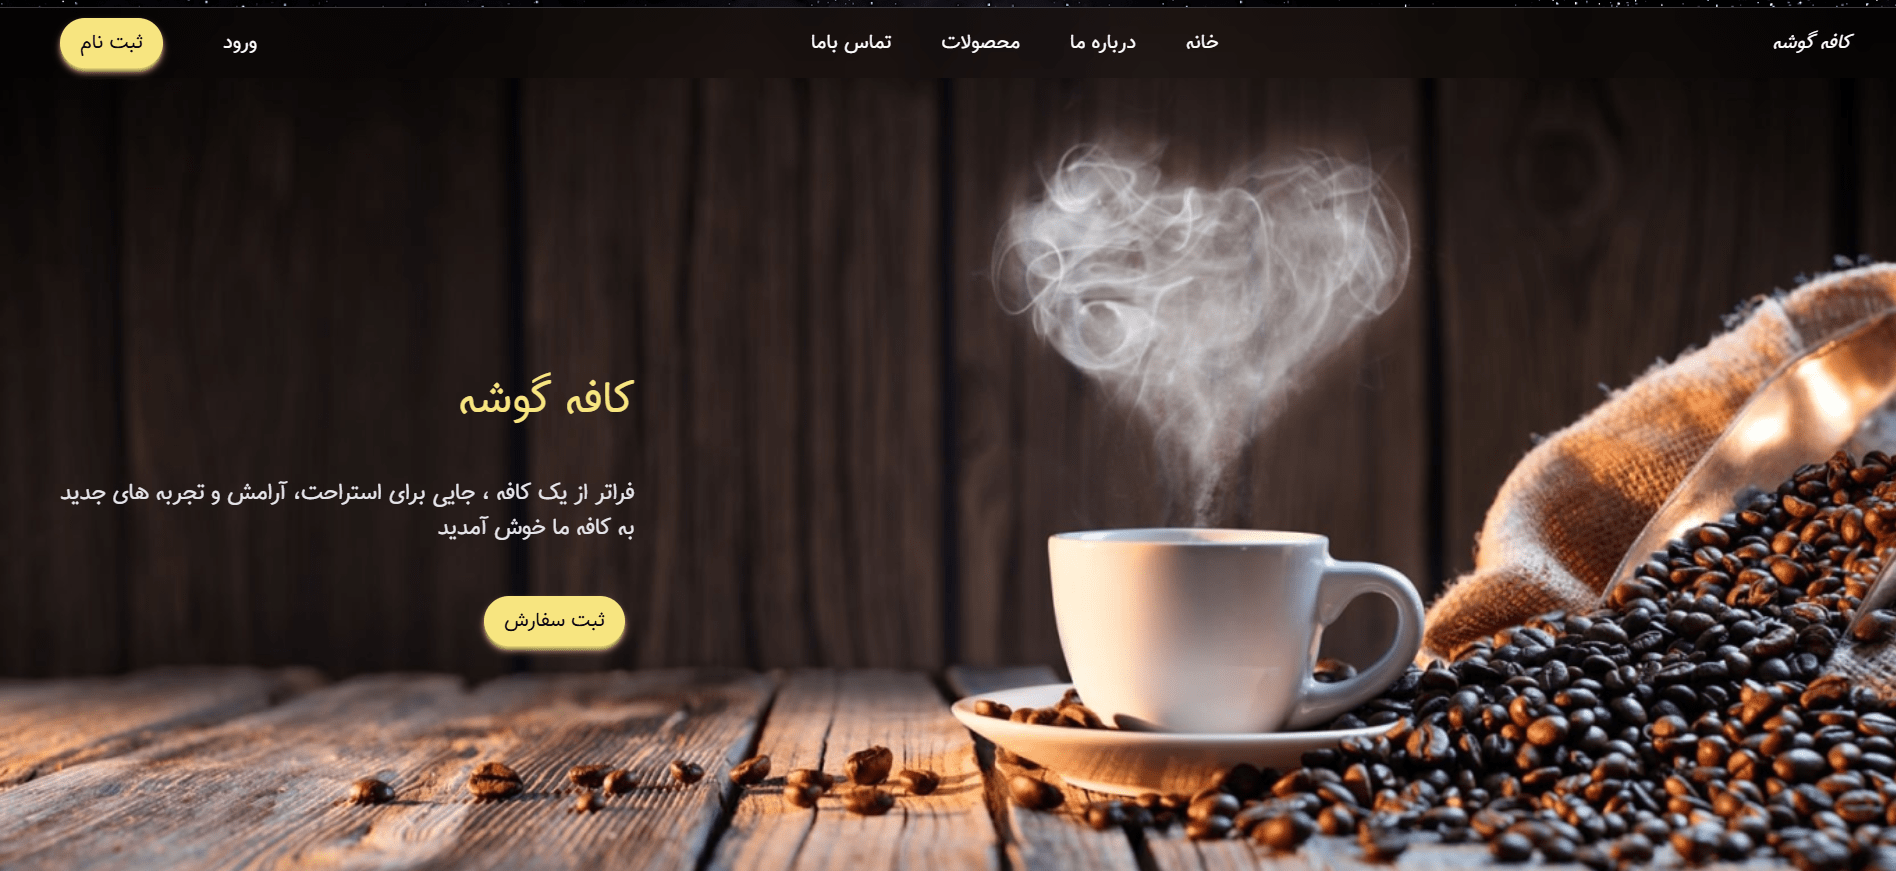 کافه گوشه
خانه
درباره ما
محصولات
تماس باما
ورود
ثبت نام
کافه گوشه
فراتر از یک کافه ، جایی برای استراحت، آرامش و تجربه های جدید
به کافه ما خوش آمدید
ثبت سفارش